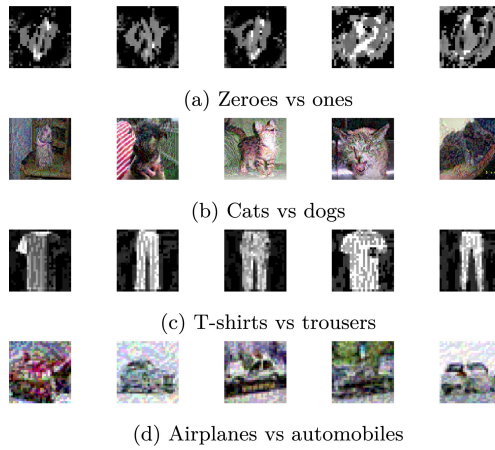 (a) Zeroes vs ones
(b) Cats vs dogs
(c) T-shirts vs trousers
(d) Airplanes vs automobiles